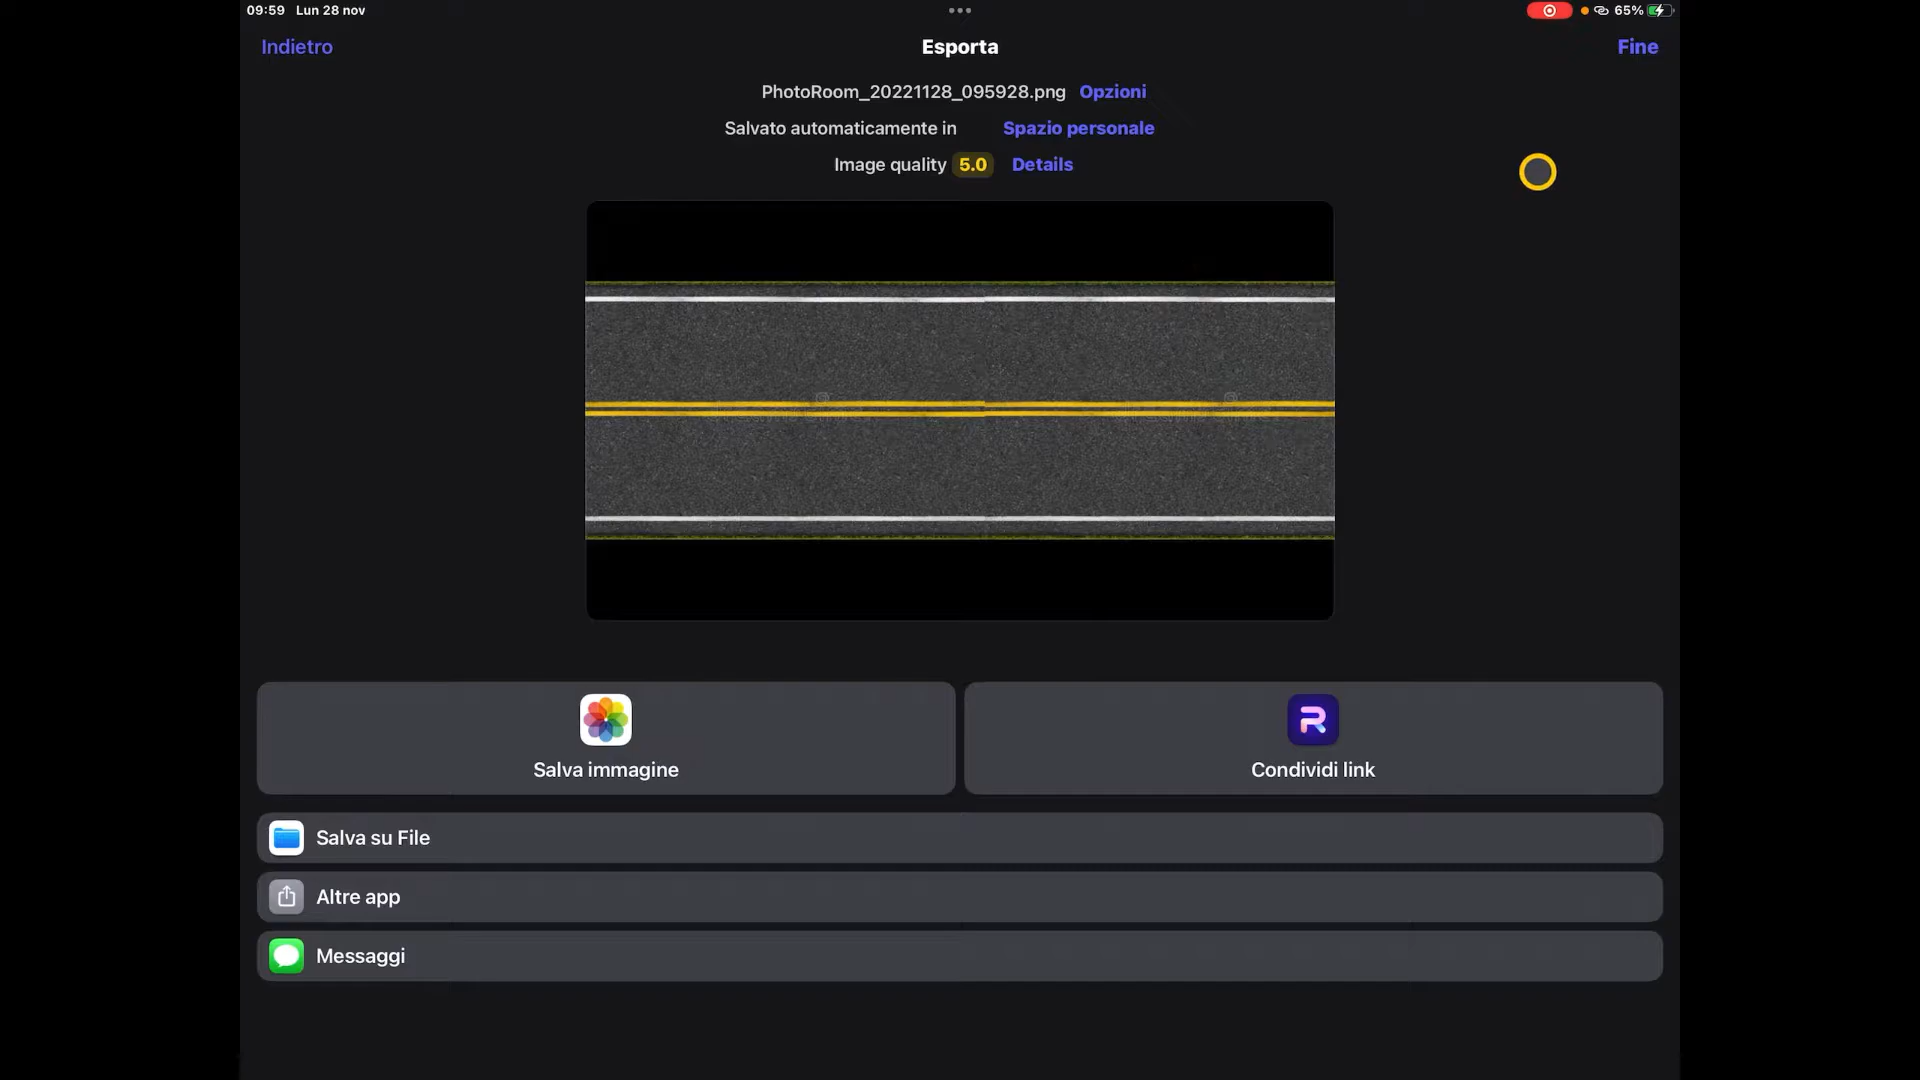 09:59 Lun 28 nov
65%
Indietro
Esporta
Fine
PhotoRoom_20221128_095928.png Opzioni
Salvato automaticamente in Spazio personale
Image quality 5.0 Details
Salva immagine
Condividi link
Salva su File
Altre app
Messaggi